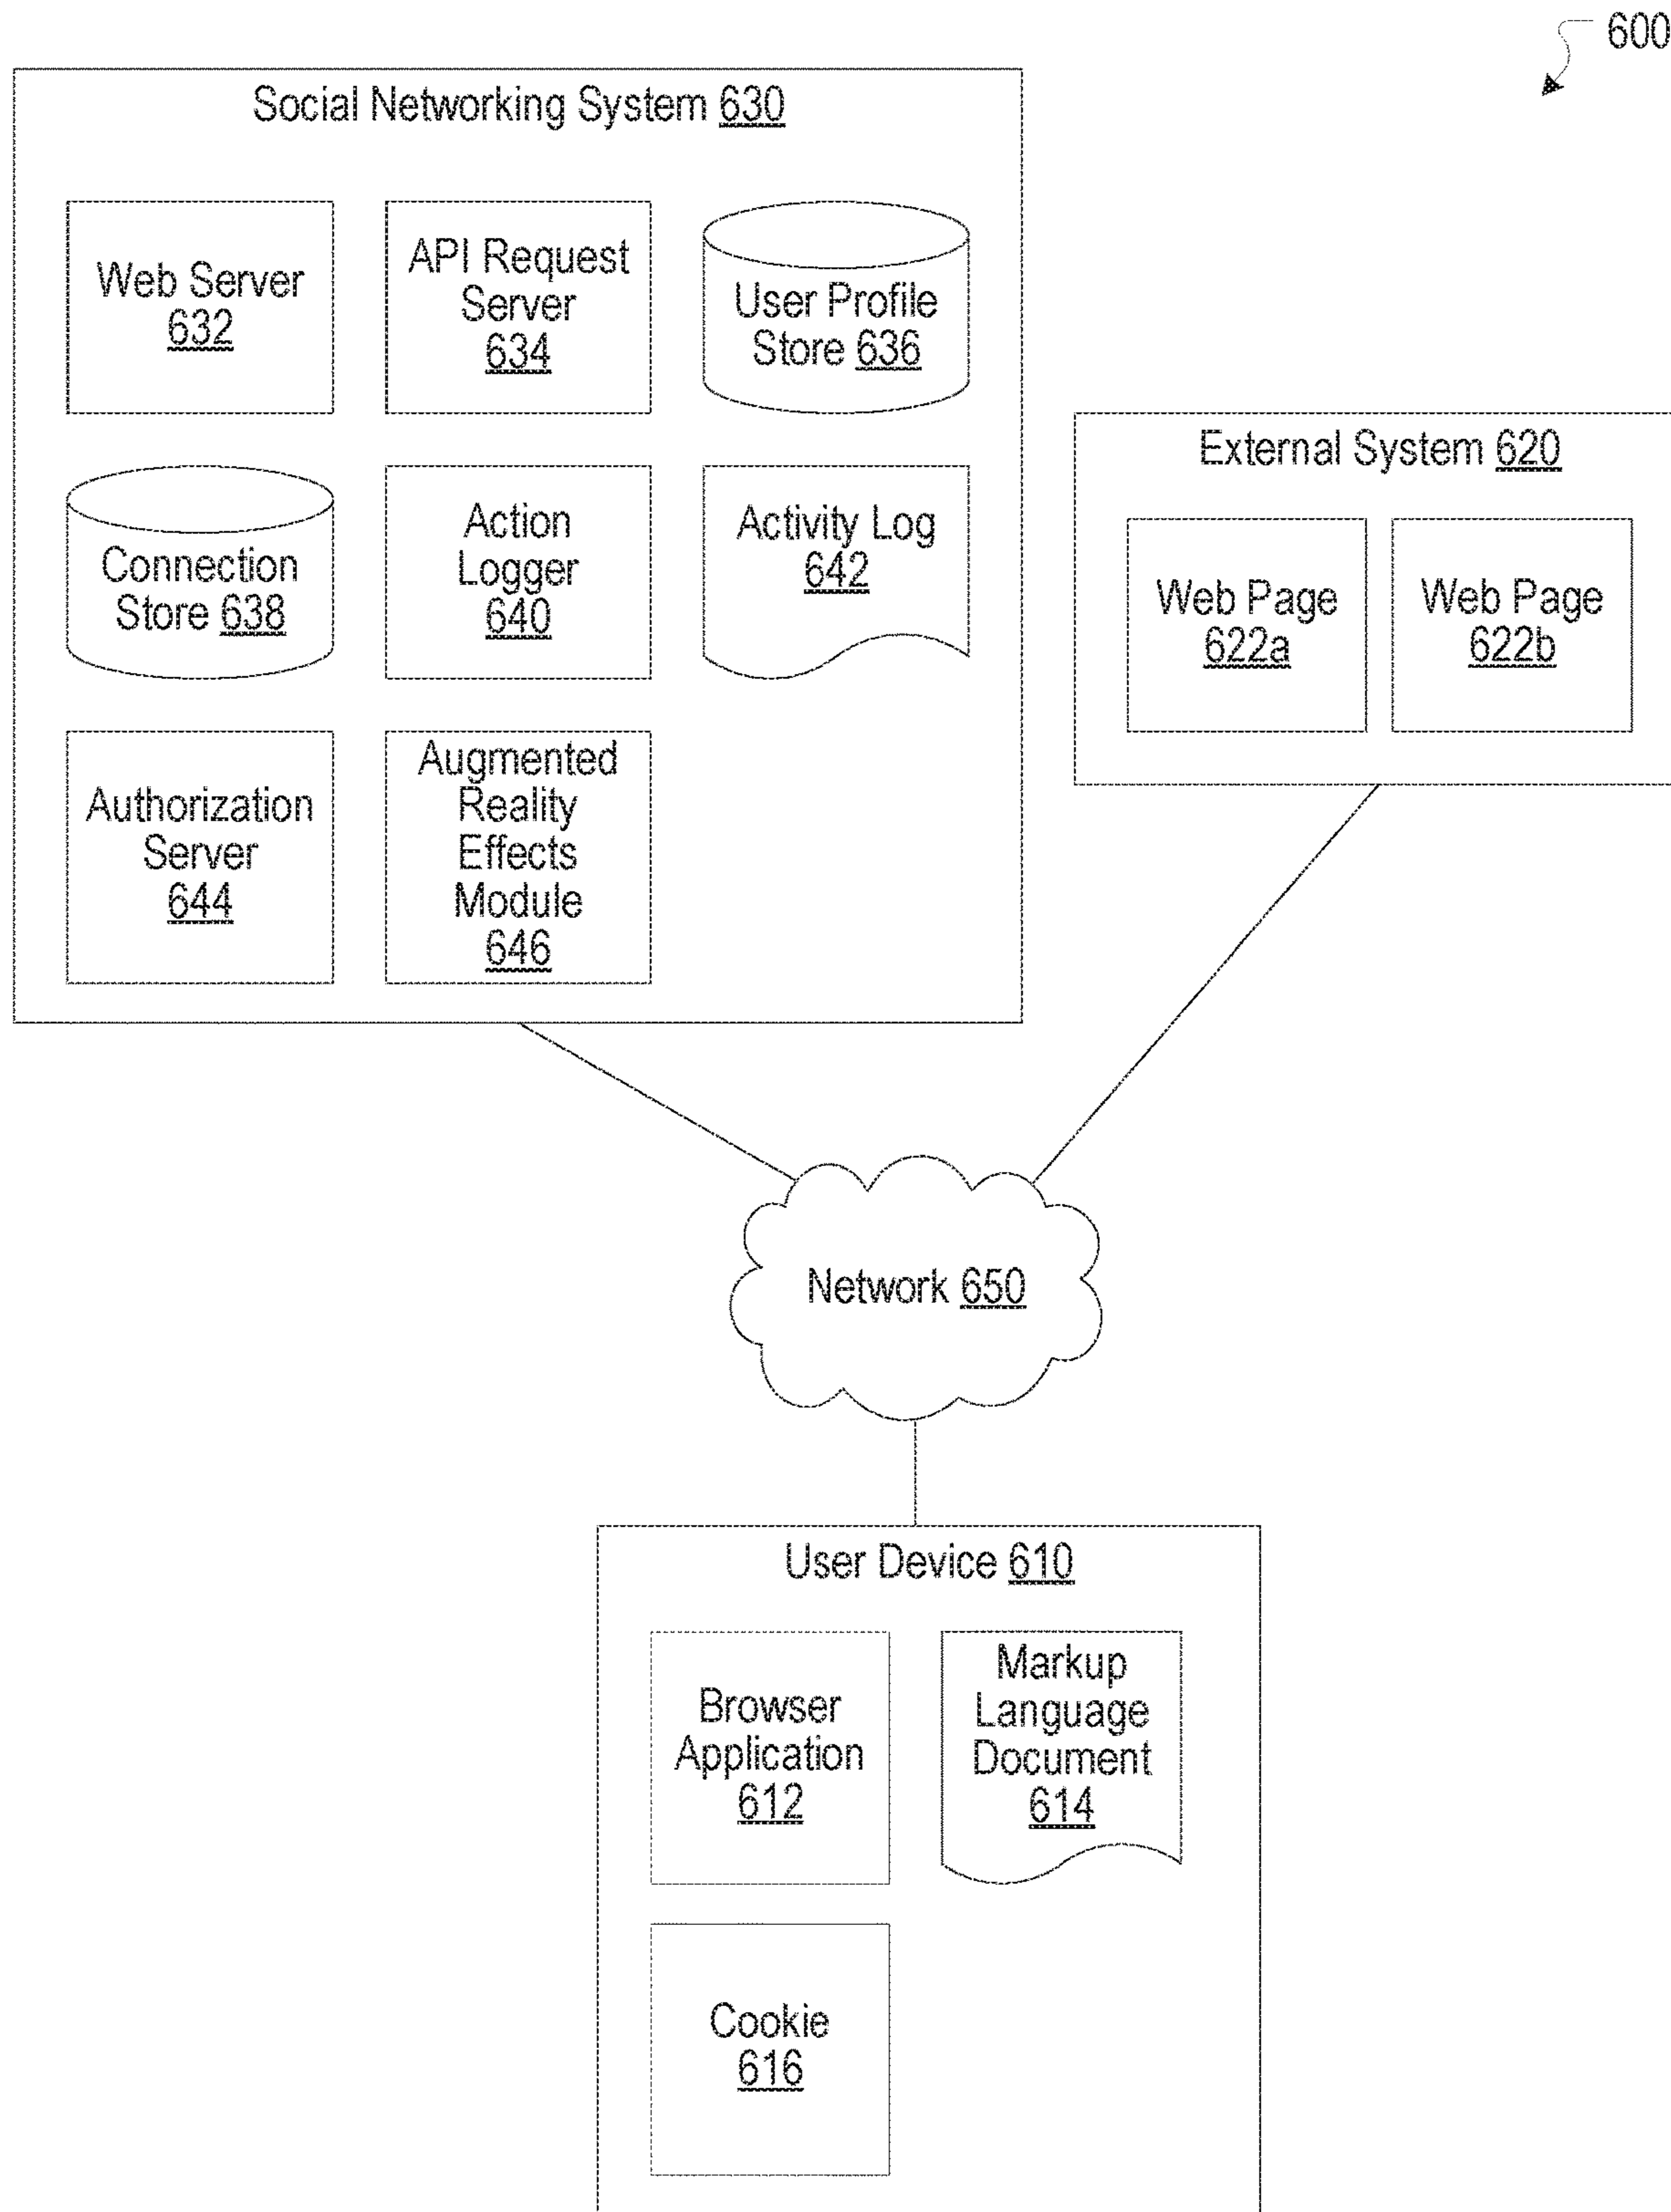 600
Social Networking System 630
Web Server
632
API Request
Server
634
User Profile
Store 636
Connection
Store 638
Action
Logger
640
Activity Log
642
Authorization
Server
644
Augmented
Reality
Effects
Module
646
External System 620
Web Page
622a
Web Page
622b
Network 650
User Device 610
Browser
Application
612
Markup
Language
Document
614
Cookie
616